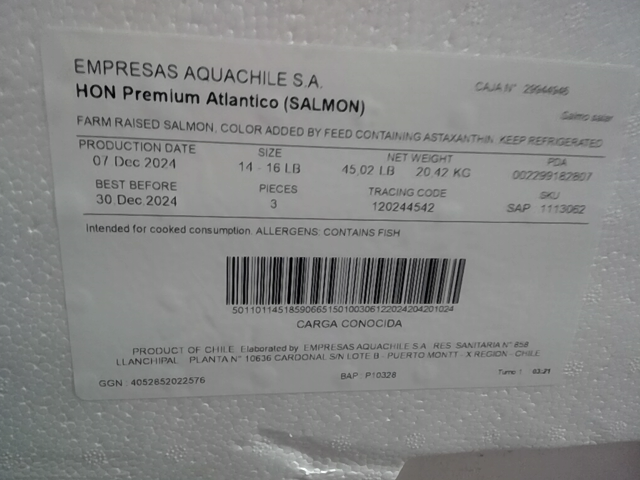 EMPRESAS AQUACHILE S.A.
CAJA N° 29944946
HON Premium Atlantico (SALMON)
Salmo salar
FARM RAISED SALMON, COLOR ADDED BY FEED CONTAINING ASTAXANTHIN. KEEP REFRIGERATED
PRODUCTION DATE SIZE NET WEIGHT PDA
07 Dec 2024 14 - 16 LB 45,02 LB 20,42 KG 002299182807
BEST BEFORE PIECES TRACING CODE SKU
30.Dec.2024 3 120244542 SAP 1113062
Intended for cooked consumption. ALLERGENS: CONTAINS FISH
50110114518590665150100306122024204201024
CARGA CONOCIDA
PRODUCT OF CHILE. Elaborated by EMPRESAS AQUACHILE S.A. RES. SANITARIA N° 858
LLANCHIPAL PLANTA N° 10636 CARDONAL S/N LOTE B - PUERTO MONTT - X REGION - CHILE
GGN : 4052852022576 BAP : P10328 Turno: 1 03:21